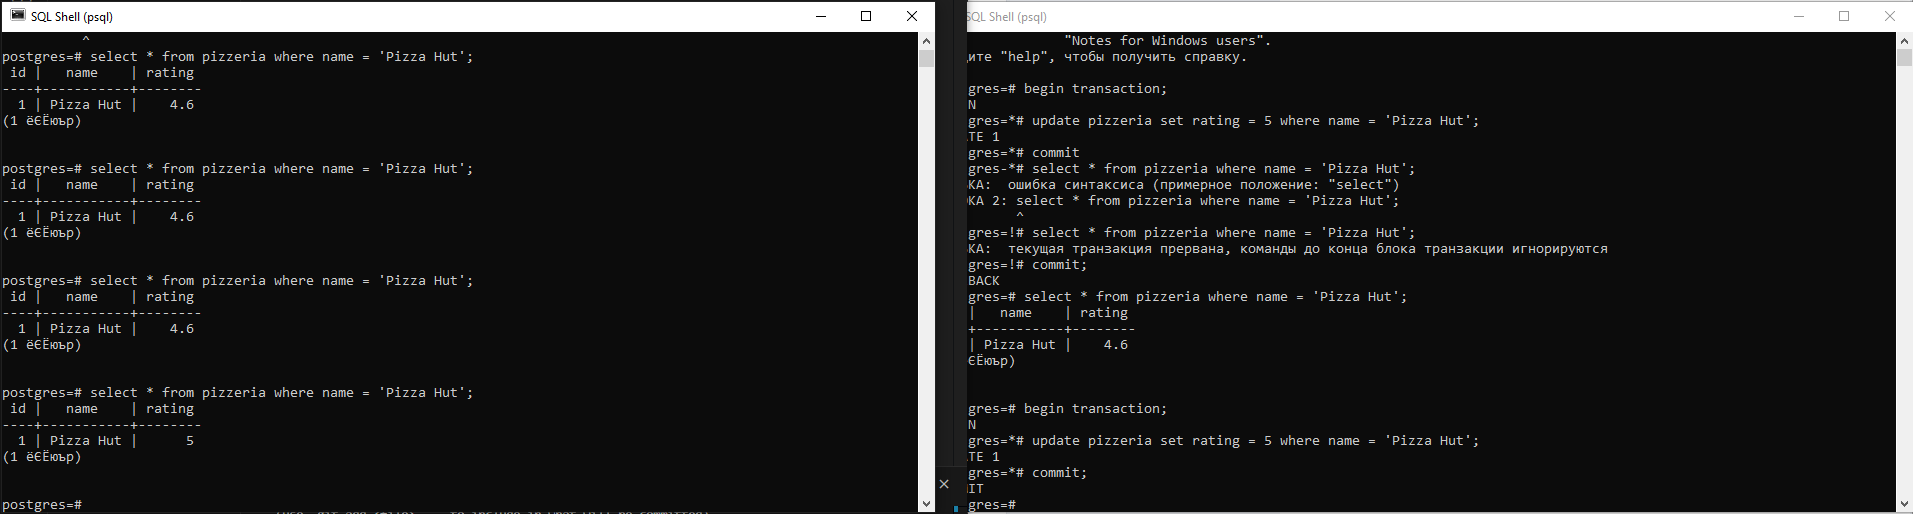 SQL Shell (psql)
^
postgres=# select * from pizzeria where name = 'Pizza Hut';
 id |   name    | rating
----+-----------+--------
  1 | Pizza Hut |    4.6
(1 ёЄЁюър)
postgres=# select * from pizzeria where name = 'Pizza Hut';
 id |   name    | rating
----+-----------+--------
  1 | Pizza Hut |    4.6
(1 ёЄЁюър)
postgres=# select * from pizzeria where name = 'Pizza Hut';
 id |   name    | rating
----+-----------+--------
  1 | Pizza Hut |    4.6
(1 ёЄЁюър)
postgres=# select * from pizzeria where name = 'Pizza Hut';
 id |   name    | rating
----+-----------+--------
  1 | Pizza Hut |      5
(1 ёЄЁюър)
postgres=#
SQL Shell (psql)
"Notes for Windows users".
ите "help", чтобы получить справку.
gres=# begin transaction;
N
gres=*# update pizzeria set rating = 5 where name = 'Pizza Hut';
TE 1
gres=*# commit
gres-*# select * from pizzeria where name = 'Pizza Hut';
КА:  ошибка синтаксиса (примерное положение: "select")
КА 2: select * from pizzeria where name = 'Pizza Hut';
^
gres=!# select * from pizzeria where name = 'Pizza Hut';
КА:  текущая транзакция прервана, команды до конца блока транзакции игнорируются
gres=!# commit;
BACK
gres=# select * from pizzeria where name = 'Pizza Hut';
|   name    | rating
+-----------+--------
| Pizza Hut |    4.6
ЄЁюър)
gres=# begin transaction;
N
gres=*# update pizzeria set rating = 5 where name = 'Pizza Hut';
TE 1
gres=*# commit;
IT
gres=#